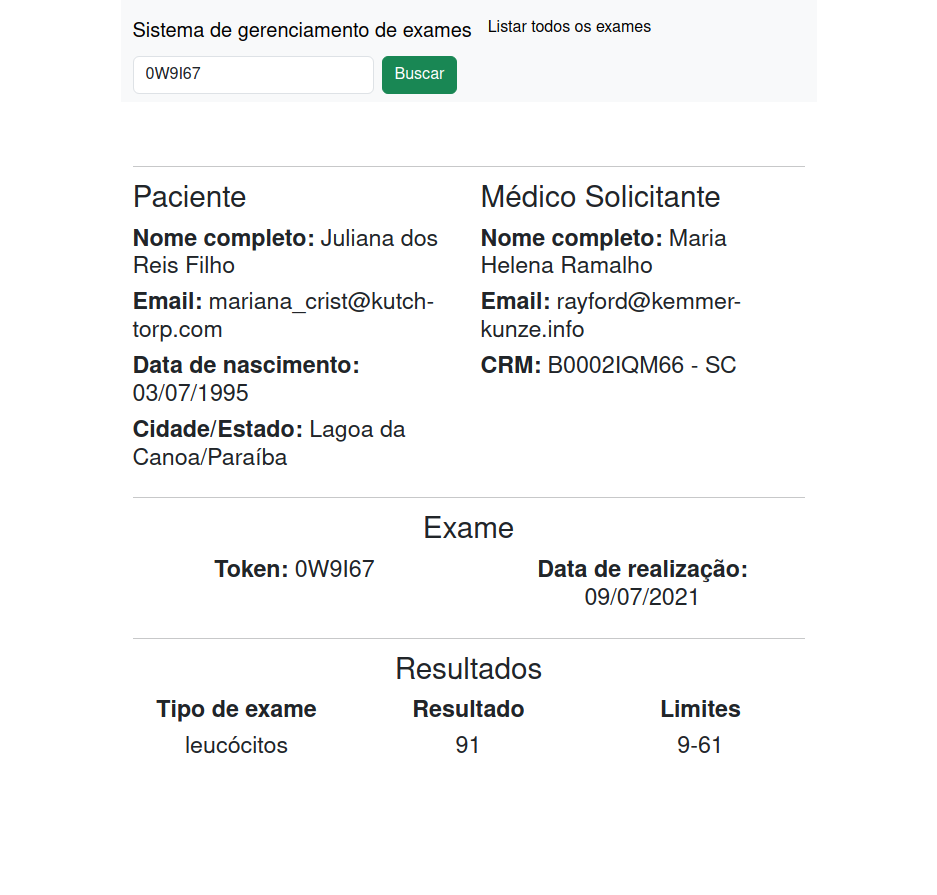 Sistema de gerenciamento de exames Listar todos os exames
0W9I67 Buscar
Paciente
Nome completo: Juliana dos
Reis Filho
Email: mariana_crist@kutch-
torp.com
Data de nascimento:
03/07/1995
Cidade/Estado: Lagoa da
Canoa/Paraíba
Médico Solicitante
Nome completo: Maria
Helena Ramalho
Email: rayford@kemmer-
kunze.info
CRM: B0002IQM66 - SC
Exame
Token: 0W9I67
Data de realização:
09/07/2021
Resultados
Tipo de exame Resultado Limites
leucócitos 91 9-61